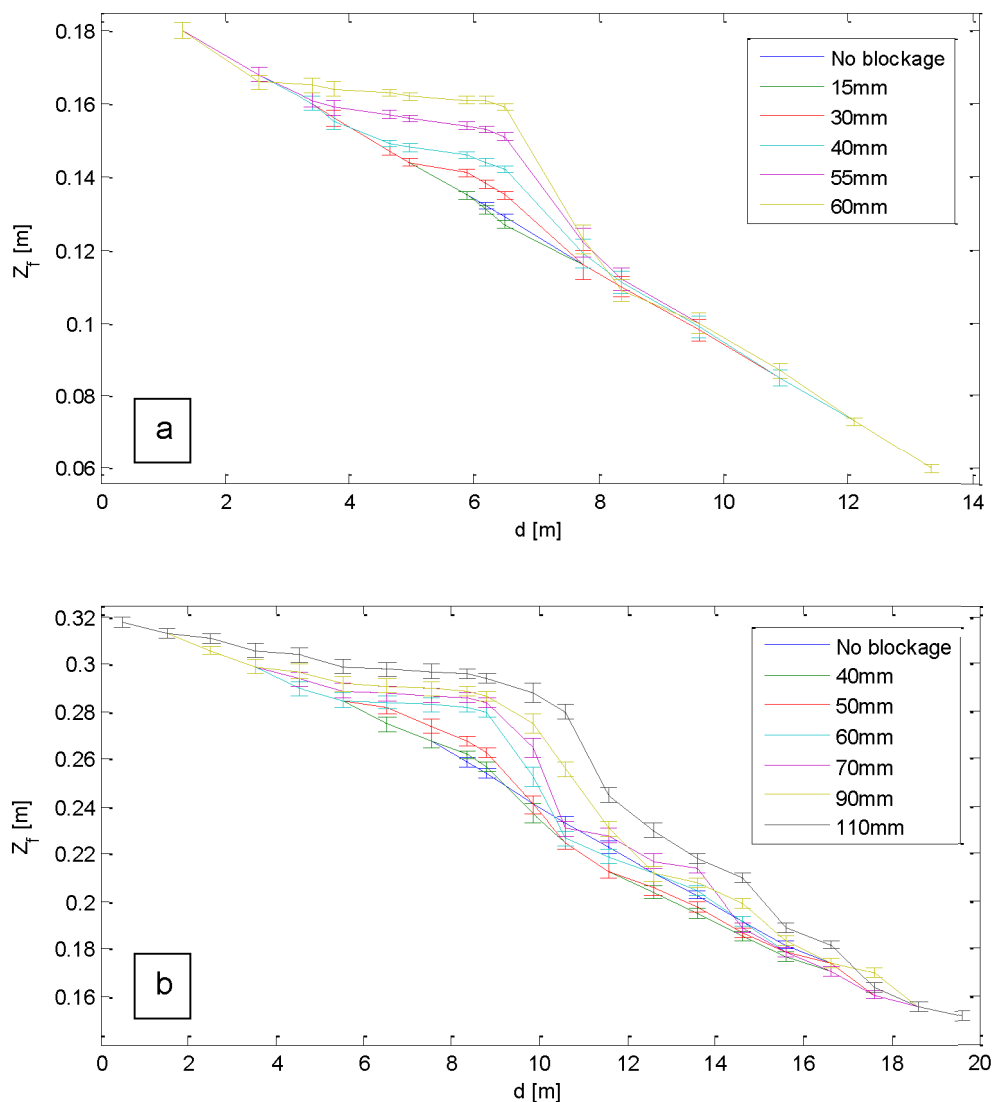 0.18
0.16
0.14
0.12
0.1
0.08
0.06
Z_f [m]
No blockage
15mm
30mm
40mm
55mm
60mm
a
0 2 4 6 8 10 12 14
d [m]
0.32
0.3
0.28
0.26
0.24
0.22
0.2
0.18
0.16
Z_f [m]
No blockage
40mm
50mm
60mm
70mm
90mm
110mm
b
0 2 4 6 8 10 12 14 16 18 20
d [m]